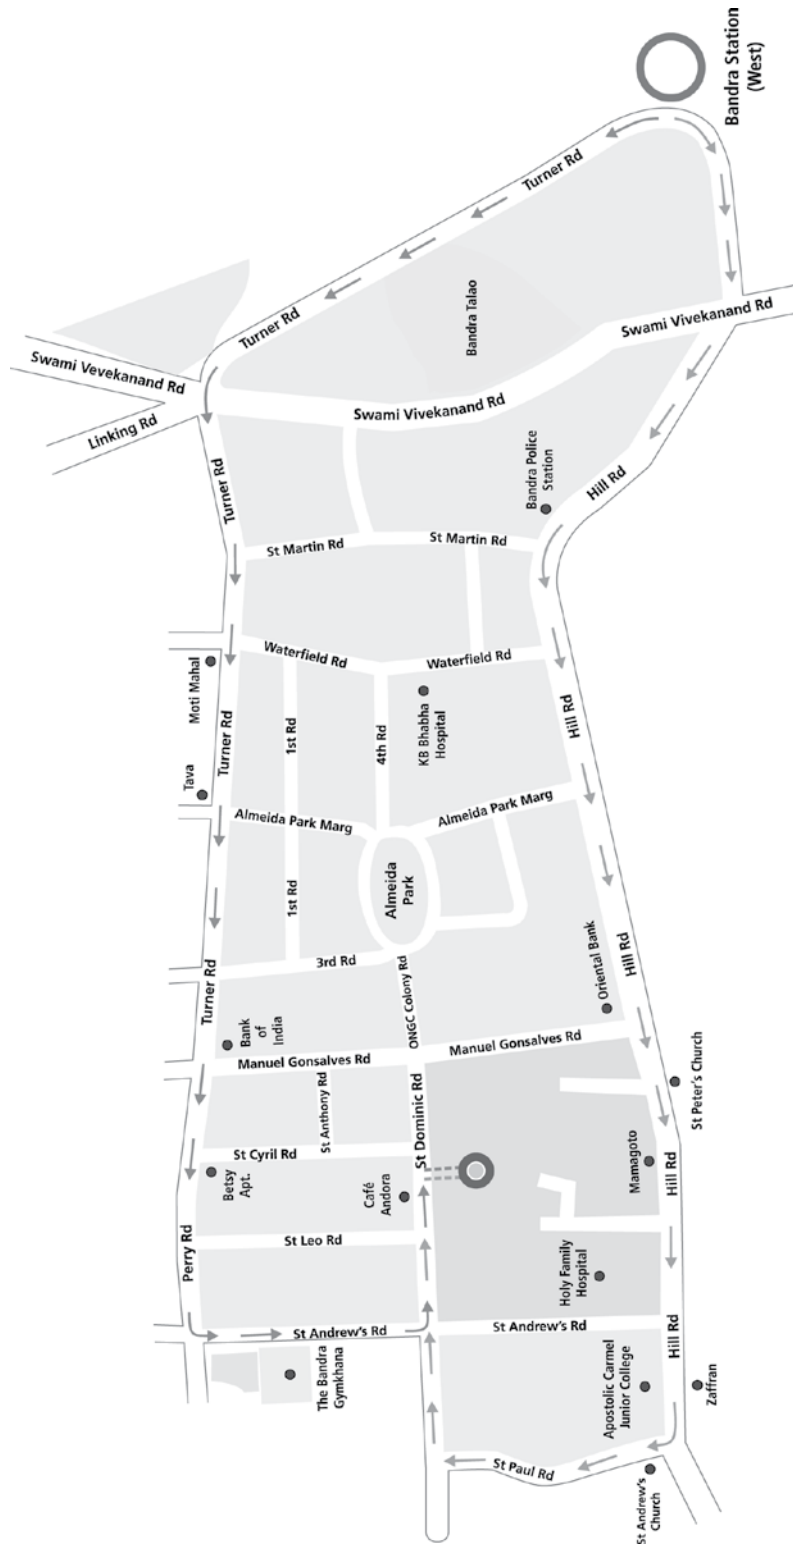 Bandra Station
(West)
Turner Rd
Bandra Talao
Swami Vivekanand Rd
Turner Rd
Swami Vevekanand Rd
Swami Vivekanand Rd
Linking Rd
Bandra Police
Station
Hill Rd
Turner Rd
St Martin Rd
St Martin Rd
Waterfield Rd
Waterfield Rd
Moti Mahal
Turner Rd
1st Rd
4th Rd
KB Bhabha
Hospital
Hill Rd
Tava
Almeida Park Marg
Almeida Park Marg
1st Rd
Almeida
Park
3rd Rd
Oriental Bank
Hill Rd
Turner Rd
Bank
of
India
ONGC Colony Rd
Manuel Gonsalves Rd
Manuel Gonsalves Rd
St Peter's Church
St Anthony Rd
St Dominic Rd
St Cyril Rd
Betsy
Apt.
Café
Andora
Mamagoto
Hill Rd
Perry Rd
St Leo Rd
Holy Family
Hospital
St Andrew's Rd
St Andrew's Rd
Hill Rd
The Bandra
Gymkhana
Apostolic Carmel
Junior College
Zaffran
St Paul Rd
St Andrew's
Church